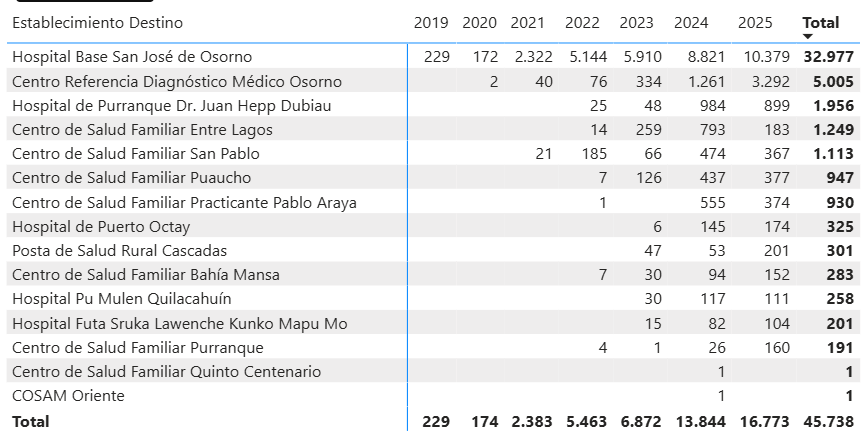 Establecimiento Destino 2019 2020 2021 2022 2023 2024 2025 Total
Hospital Base San José de Osorno 229 172 2.322 5.144 5.910 8.821 10.379 32.977
Centro Referencia Diagnóstico Médico Osorno 2 40 76 334 1.261 3.292 5.005
Hospital de Purranque Dr. Juan Hepp Dubiau 25 48 984 899 1.956
Centro de Salud Familiar Entre Lagos 14 259 793 183 1.249
Centro de Salud Familiar San Pablo 21 185 66 474 367 1.113
Centro de Salud Familiar Puaucho 7 126 437 377 947
Centro de Salud Familiar Practicante Pablo Araya 1 555 374 930
Hospital de Puerto Octay 6 145 174 325
Posta de Salud Rural Cascadas 47 53 201 301
Centro de Salud Familiar Bahía Mansa 7 30 94 152 283
Hospital Pu Mulen Quilacahuín 30 117 111 258
Hospital Futa Sruka Lawenche Kunko Mapu Mo 15 82 104 201
Centro de Salud Familiar Purranque 4 1 26 160 191
Centro de Salud Familiar Quinto Centenario 1 1
COSAM Oriente 1 1
Total 229 174 2.383 5.463 6.872 13.844 16.773 45.738